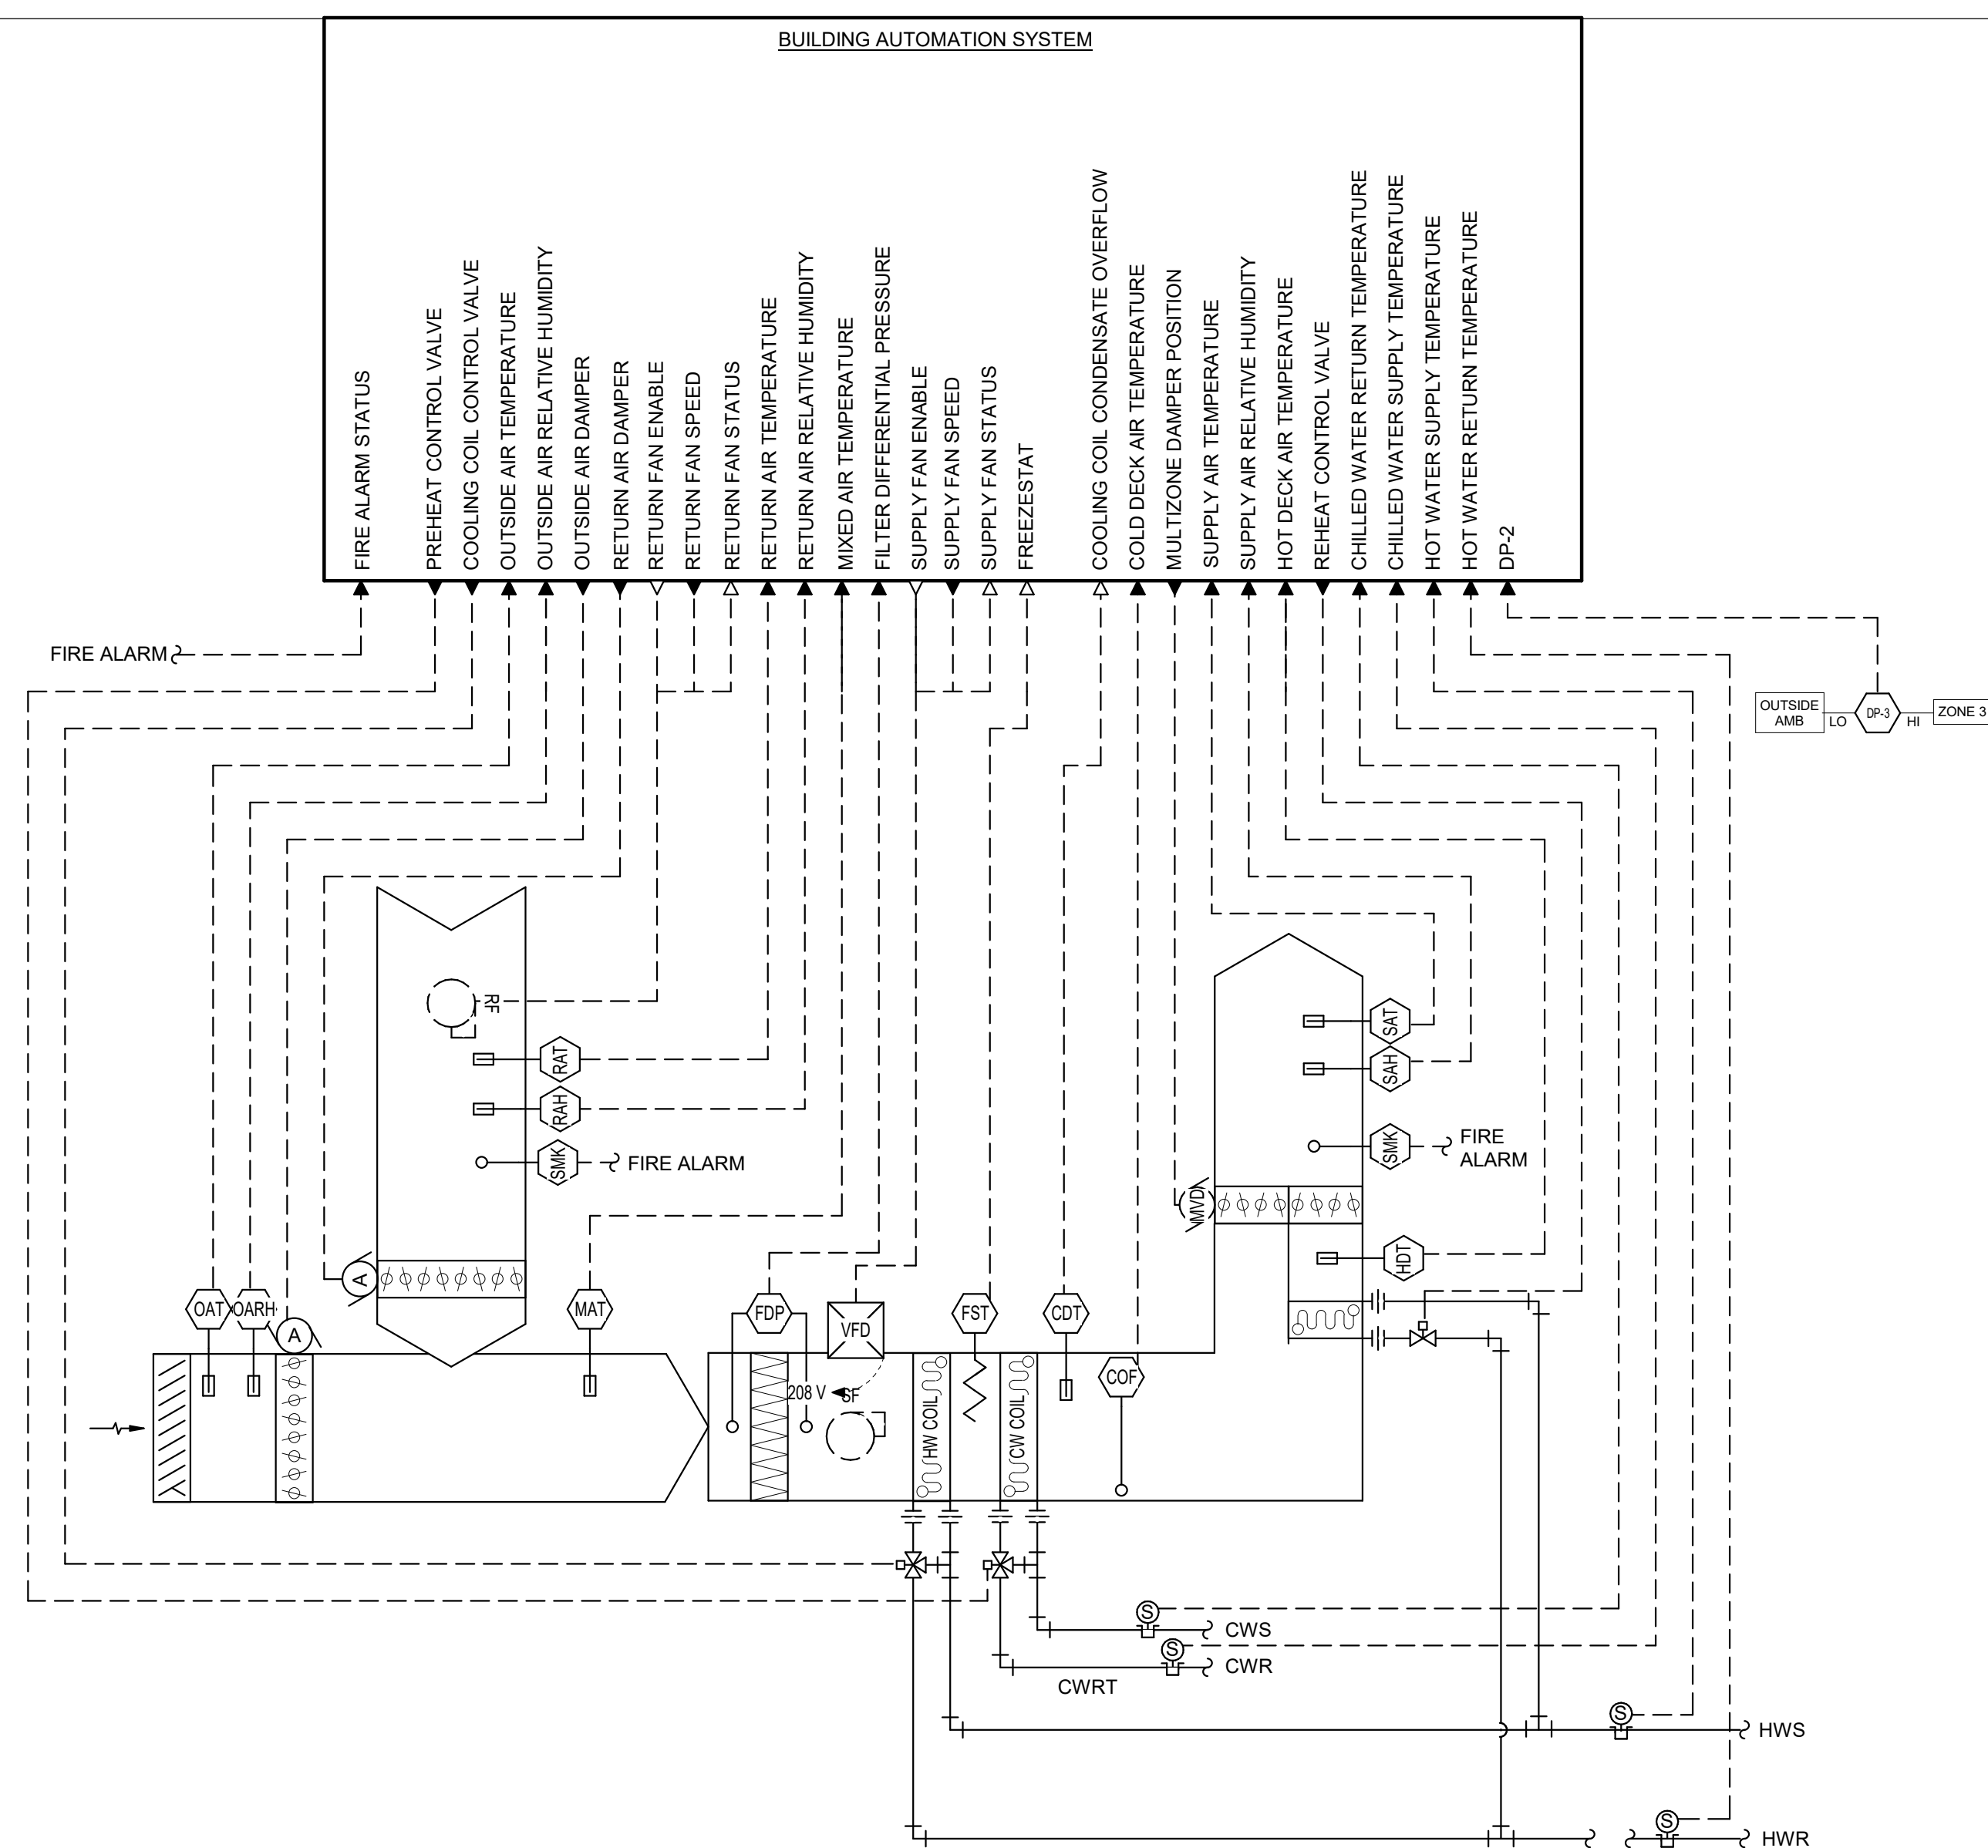 BUILDING AUTOMATION SYSTEM
FIRE ALARM STATUS
PREHEAT CONTROL VALVE
COOLING COIL CONTROL VALVE
OUTSIDE AIR TEMPERATURE
OUTSIDE AIR RELATIVE HUMIDITY
OUTSIDE AIR DAMPER
RETURN AIR DAMPER
RETURN FAN ENABLE
RETURN FAN SPEED
RETURN FAN STATUS
RETURN AIR TEMPERATURE
RETURN AIR RELATIVE HUMIDITY
MIXED AIR TEMPERATURE
FILTER DIFFERENTIAL PRESSURE
SUPPLY FAN ENABLE
SUPPLY FAN SPEED
SUPPLY FAN STATUS
FREEZESTAT
COOLING COIL CONDENSATE OVERFLOW
COLD DECK AIR TEMPERATURE
MULTIZONE DAMPER POSITION
SUPPLY AIR TEMPERATURE
SUPPLY AIR RELATIVE HUMIDITY
HOT DECK AIR TEMPERATURE
REHEAT CONTROL VALVE
CHILLED WATER RETURN TEMPERATURE
CHILLED WATER SUPPLY TEMPERATURE
HOT WATER SUPPLY TEMPERATURE
HOT WATER RETURN TEMPERATURE
DP-2
FIRE ALARM
OUTSIDE
AMB
LO
DP-3
HI
ZONE 3
RF
RAT
RAH
SMK
FIRE ALARM
SAT
SAH
SMK
FIRE
ALARM
MVD
HDT
A
OAT
OARH
A
MAT
FDP
VFD
FST
CDT
COF
208 V
SF
HW COIL
CW COIL
S
CWS
S
CWR
CWRT
S
HWS
S
HWR